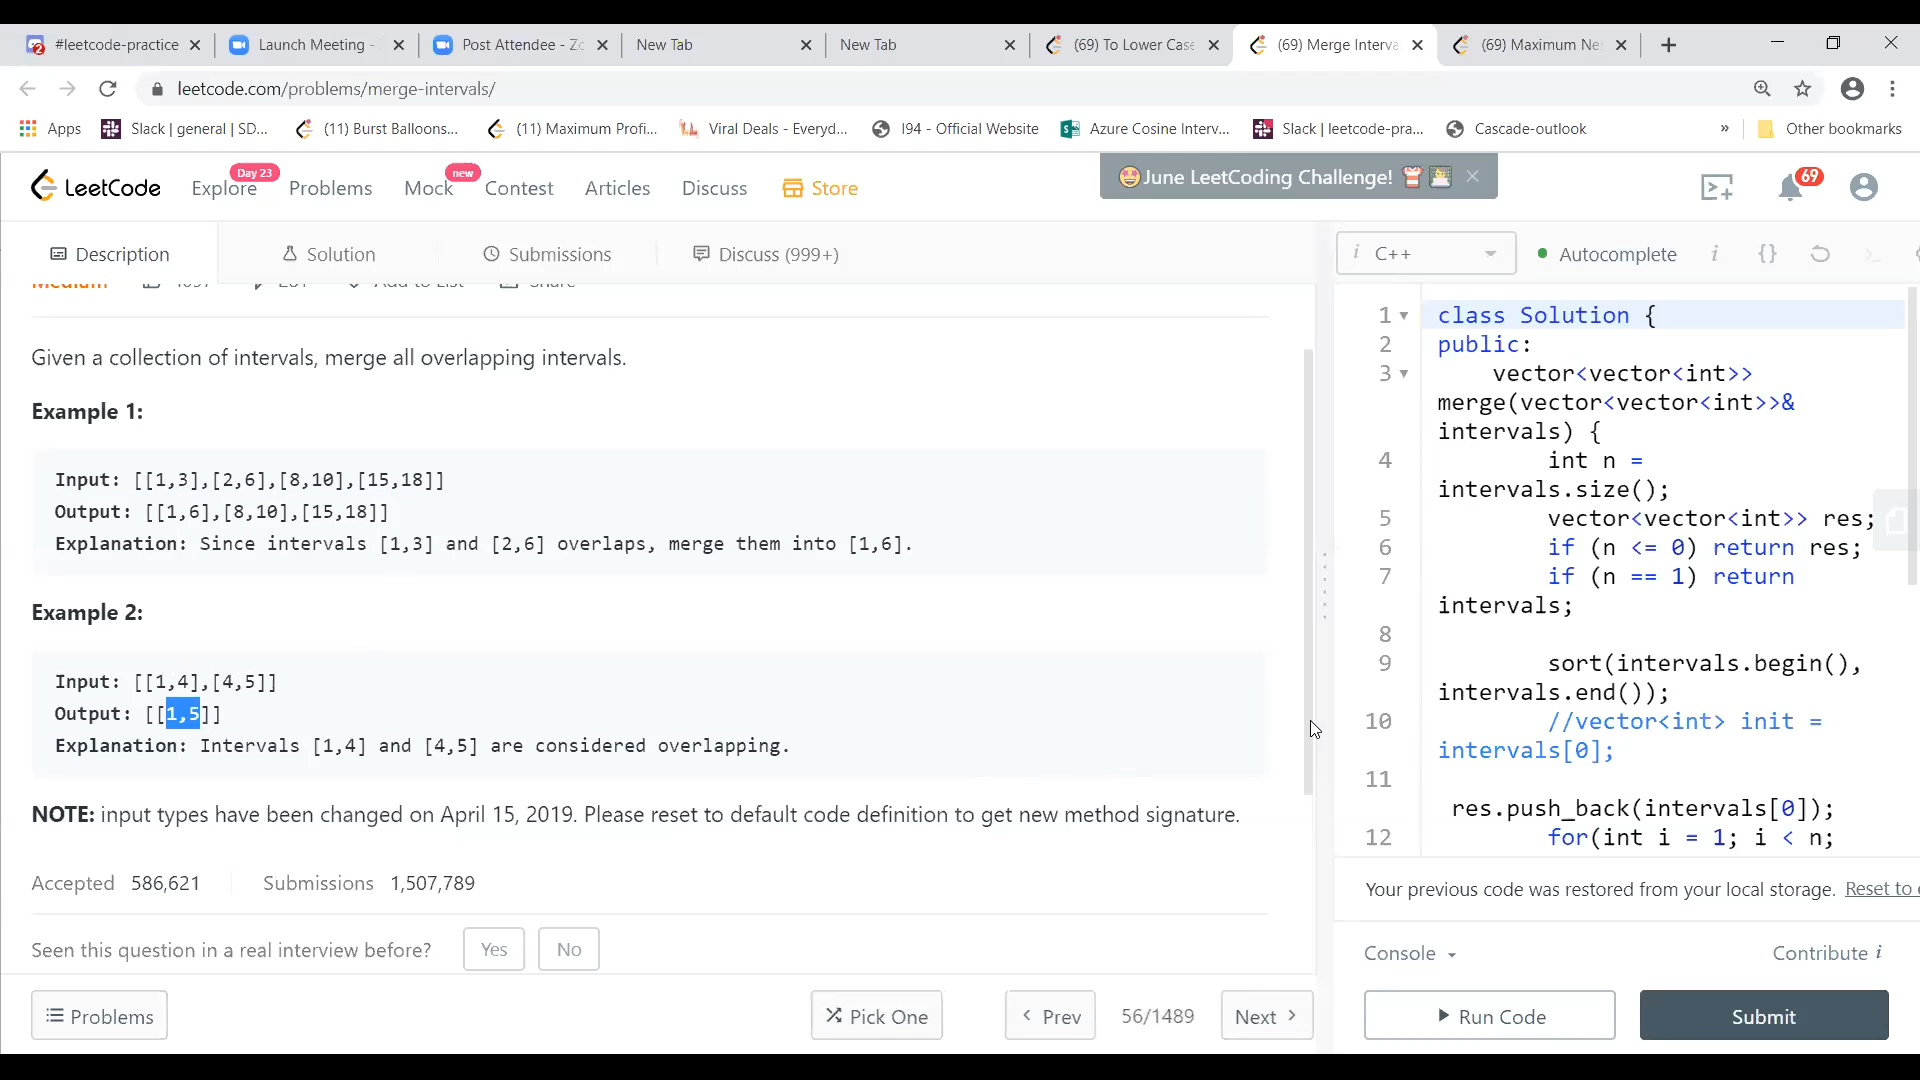 #leetcode-practice
Launch Meeting -
Post Attendee - Zo
New Tab
New Tab
(69) To Lower Case
(69) Merge Interva
(69) Maximum Ne
leetcode.com/problems/merge-intervals/
Apps
Slack | general | SD...
(11) Burst Balloons...
(11) Maximum Profi...
Viral Deals - Everyd...
I94 - Official Website
Azure Cosine Interv...
Slack | leetcode-pra...
Cascade-outlook
»
Other bookmarks
LeetCode
Explore
Day 23
Problems
Mock
new
Contest
Articles
Discuss
Store
June LeetCoding Challenge!
69
Description
Solution
Submissions
Discuss (999+)
i C++
Autocomplete
i {}
Medium
Add to List
Share
Given a collection of intervals, merge all overlapping intervals.
Example 1:
Input: [[1,3],[2,6],[8,10],[15,18]]
Output: [[1,6],[8,10],[15,18]]
Explanation: Since intervals [1,3] and [2,6] overlaps, merge them into [1,6].
Example 2:
Input: [[1,4],[4,5]]
Output: [[1,5]]
Explanation: Intervals [1,4] and [4,5] are considered overlapping.
NOTE: input types have been changed on April 15, 2019. Please reset to default code definition to get new method signature.
Accepted 586,621
Submissions 1,507,789
Seen this question in a real interview before?
Yes
No
Problems
Pick One
Prev
56/1489
Next
1 class Solution {
2 public:
3 vector<vector<int>>
merge(vector<vector<int>>&
intervals) {
4 int n =
intervals.size();
5 vector<vector<int>> res;
6 if (n <= 0) return res;
7 if (n == 1) return
intervals;
8
9 sort(intervals.begin(),
intervals.end());
10 //vector<int> init =
intervals[0];
11
res.push_back(intervals[0]);
12 for(int i = 1; i < n;
Your previous code was restored from your local storage. Reset to
Console
Contribute i
Run Code
Submit